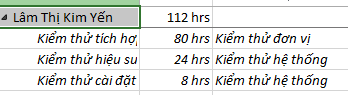 Lâm Thị Kim Yến 112 hrs
Kiểm thử tích hợ 80 hrs Kiểm thử đơn vị
Kiểm thử hiệu su 24 hrs Kiểm thử hệ thống
Kiểm thử cài đặt 8 hrs Kiểm thử hệ thống